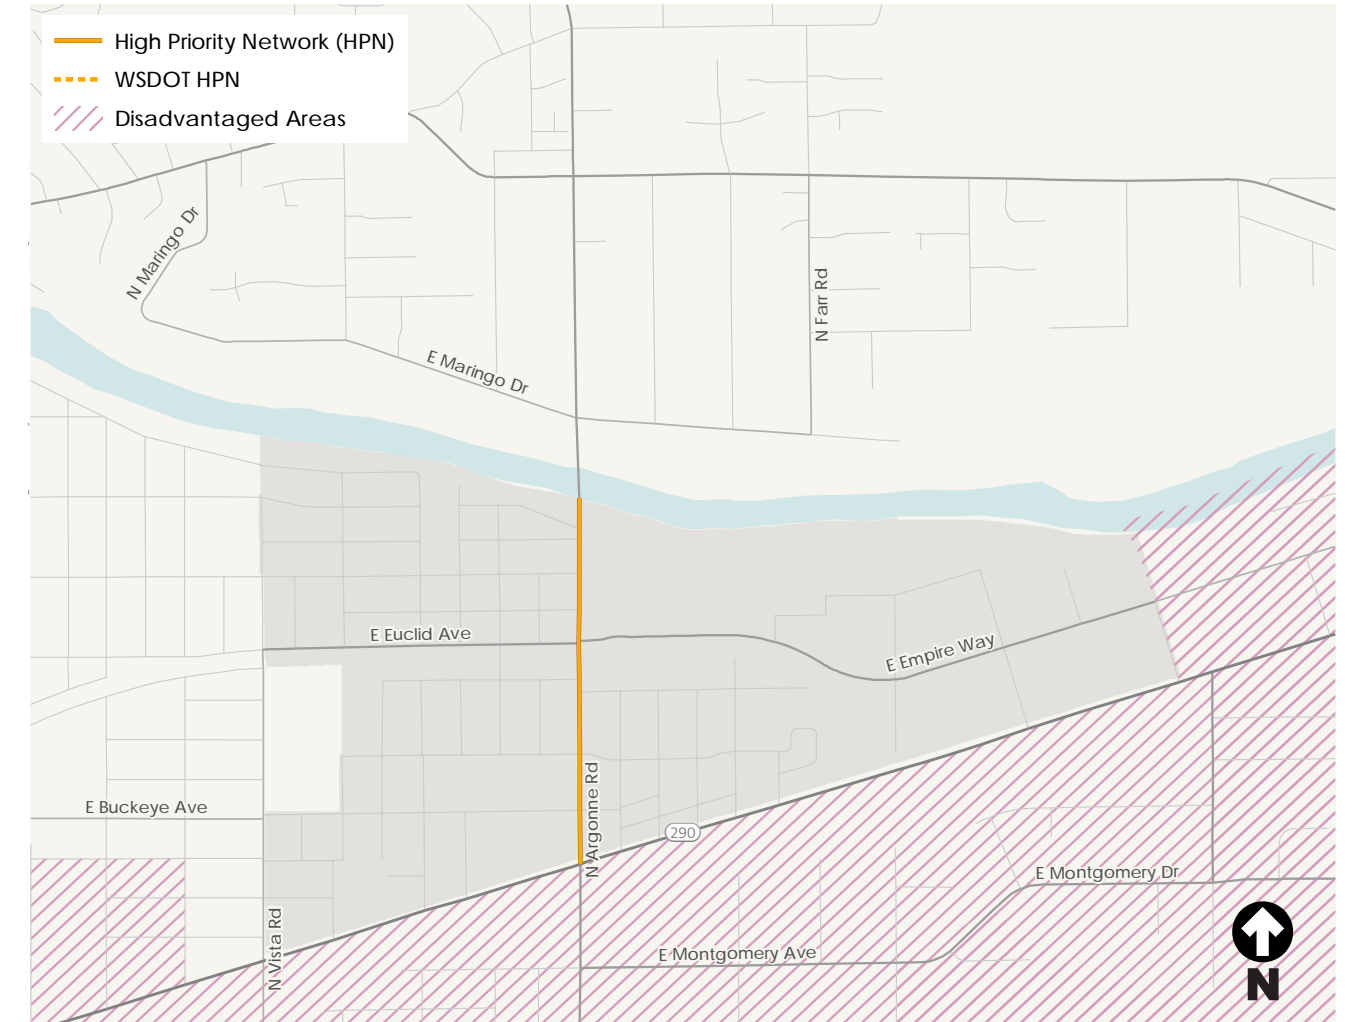 High Priority Network (HPN)
WSDOT HPN
Disadvantaged Areas
N Maringo Dr
N Farr Rd
E Maringo Dr
E Euclid Ave
E Empire Way
E Buckeye Ave
N Argonne Rd
290
E Montgomery Dr
N Vista Rd
E Montgomery Ave
N